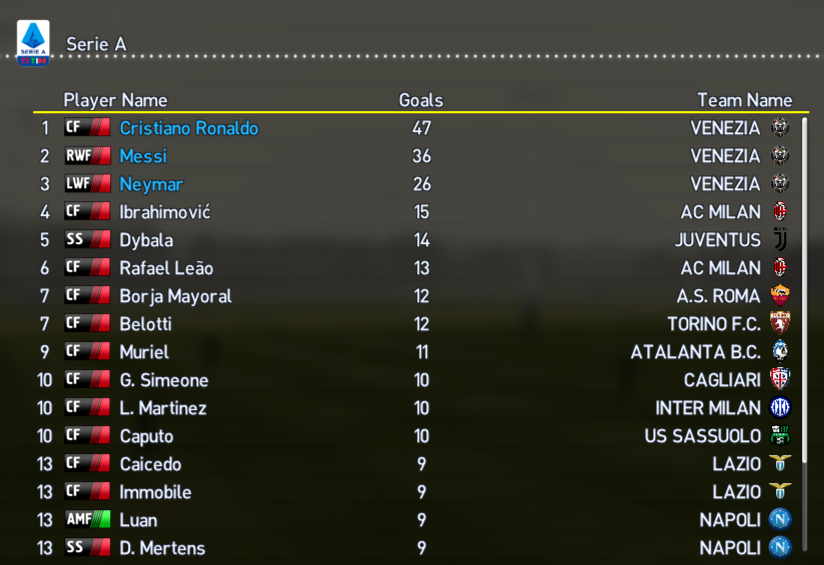 SERIE A
TIM
Serie A
Player Name Goals Team Name
1 CF Cristiano Ronaldo 47 VENEZIA
2 RWF Messi 36 VENEZIA
3 LWF Neymar 26 VENEZIA
4 CF Ibrahimović 15 AC MILAN
5 SS Dybala 14 JUVENTUS
6 CF Rafael Leão 13 AC MILAN
7 CF Borja Mayoral 12 A.S. ROMA
7 CF Belotti 12 TORINO F.C.
9 CF Muriel 11 ATALANTA B.C.
10 CF G. Simeone 10 CAGLIARI
10 CF L. Martinez 10 INTER MILAN
10 CF Caputo 10 US SASSUOLO
13 CF Caicedo 9 LAZIO
13 CF Immobile 9 LAZIO
13 AMF Luan 9 NAPOLI
13 SS D. Mertens 9 NAPOLI